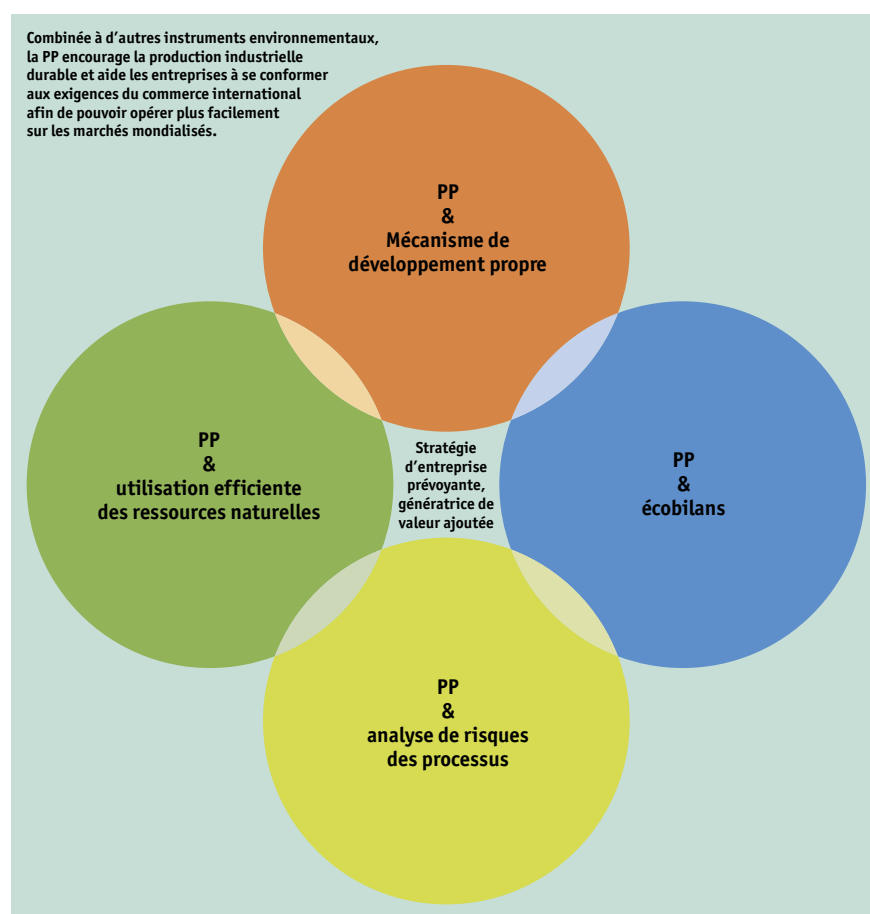 Combinée à d'autres instruments environnementaux,
la PP encourage la production industrielle
durable et aide les entreprises à se conformer
aux exigences du commerce international
afin de pouvoir opérer plus facilement
sur les marchés mondialisés.
PP
&
Mécanisme de
développement propre
PP
&
utilisation efficiente
des ressources naturelles
Stratégie
d'entreprise
prévoyante,
génératrice de
valeur ajoutée
PP
&
écobilans
PP
&
analyse de risques
des processus